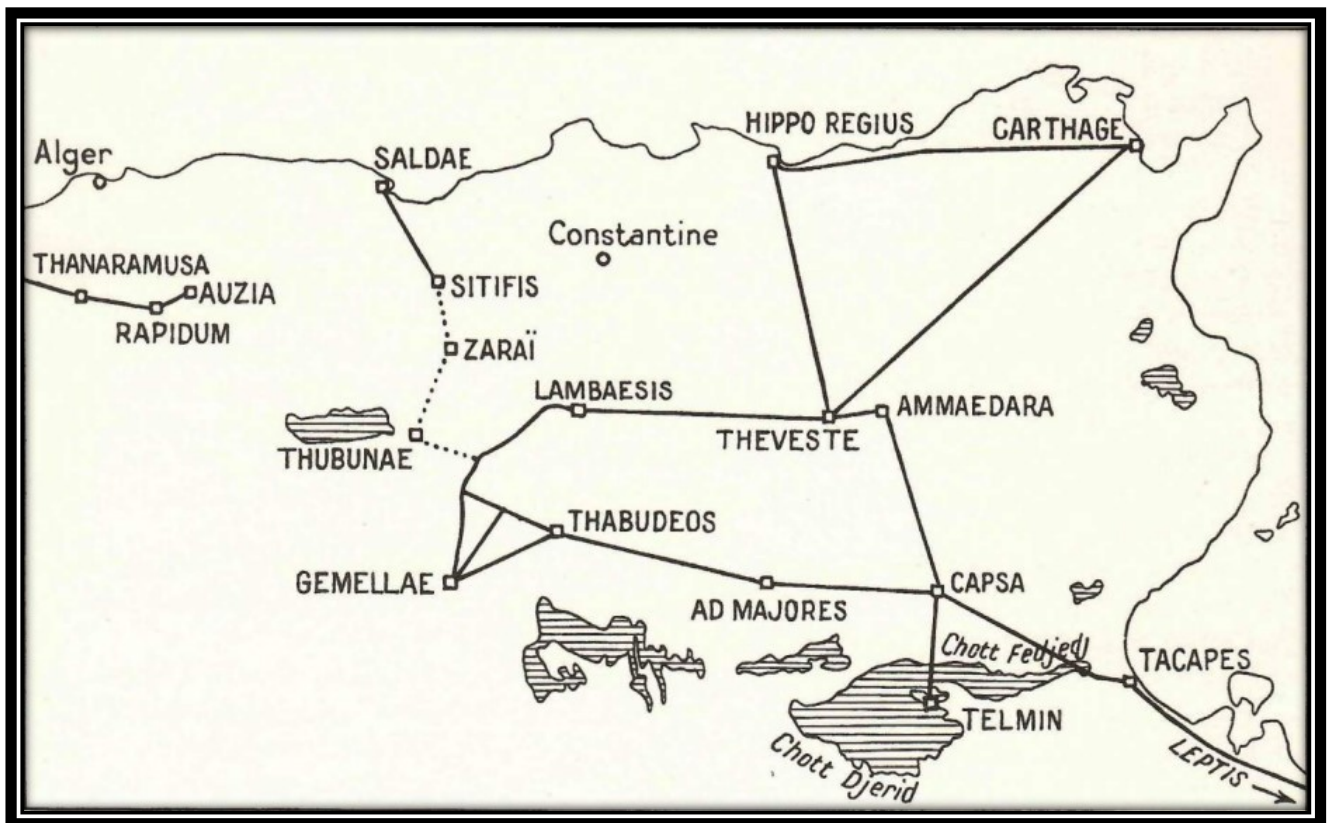 HIPPO REGIUS
CARTHAGE
Alger
SALDAE
Constantine
THANARAMUSA
SITIFIS
AUZIA
RAPIDUM
ZARAÏ
LAMBAESIS
AMMAEDARA
THEVESTE
THUBUNAE
THABUDEOS
GEMELLAE
CAPSA
AD MAJORES
Chott Fedjedj
TACAPES
TELMIN
Chott Djerid
LEPTIS